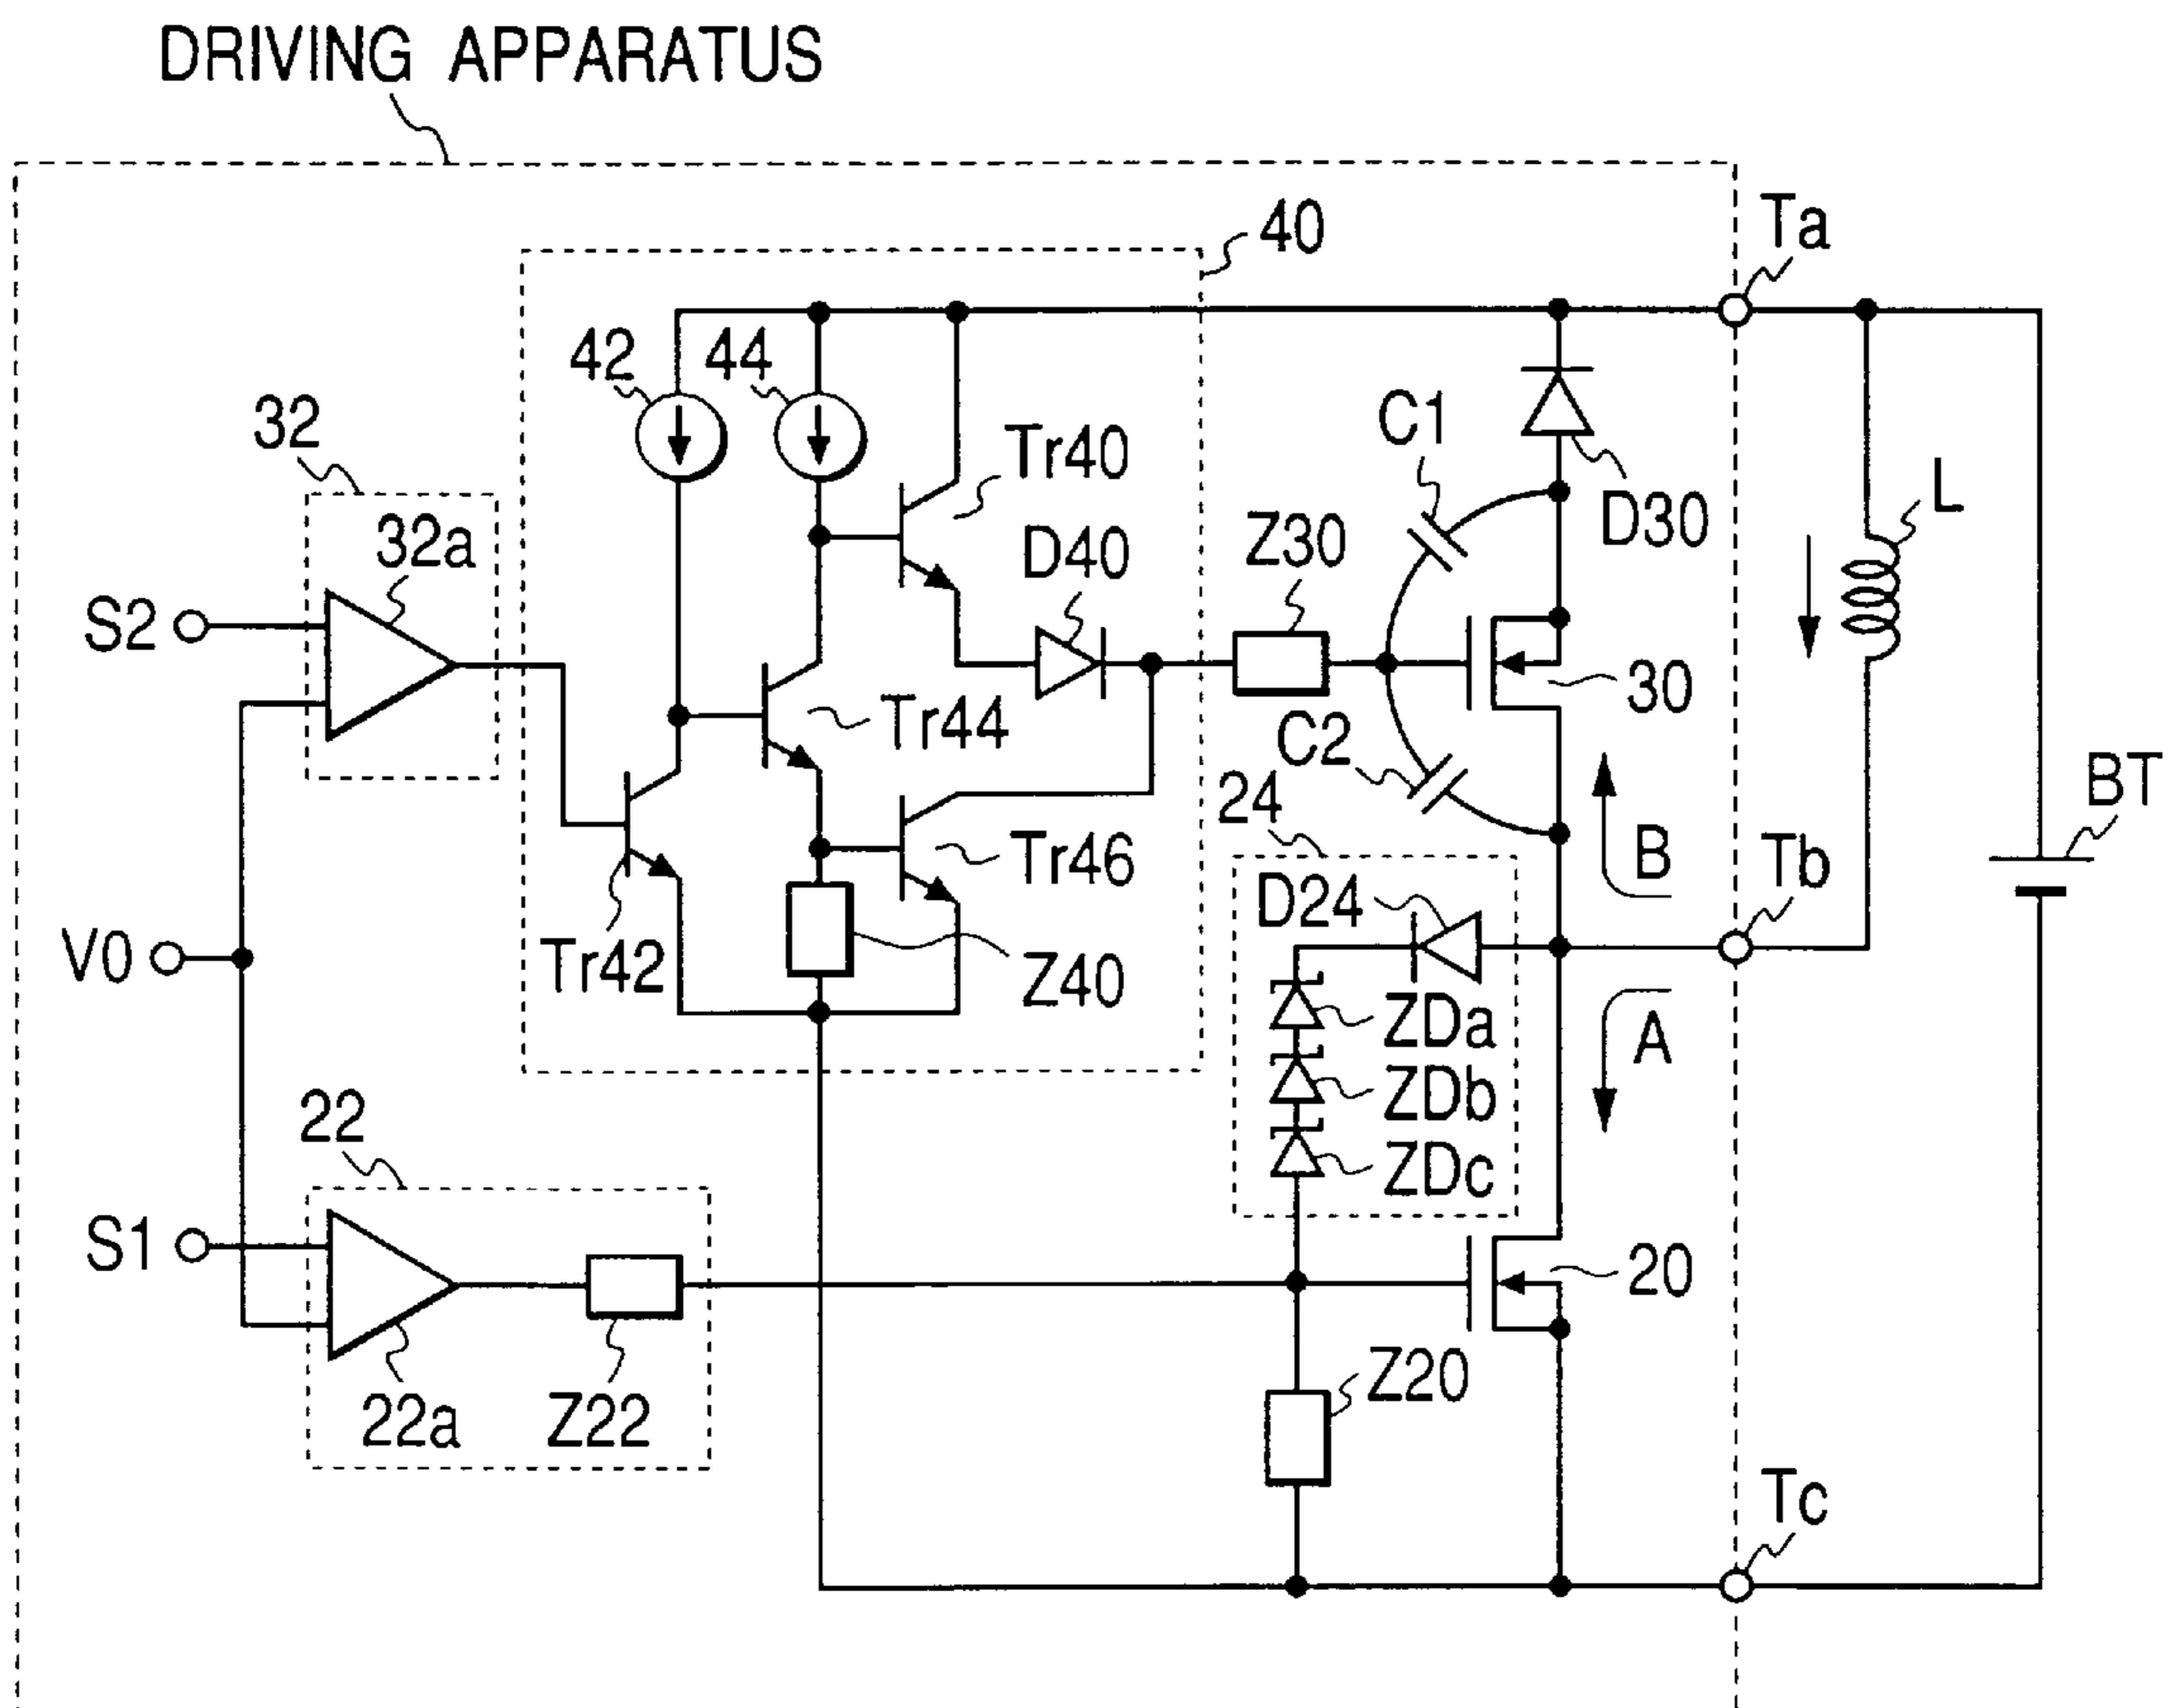 DRIVING APPARATUS
40
Ta
42
44
32
C1
Tr40
32a
D30
L
Z30
D40
S2
30
Tr44
C2
24
BT
Tr46
B
Tb
D24
V0
Tr42
Z40
ZDa
A
ZDb
22
ZDc
S1
20
Z20
22a
Z22
Tc